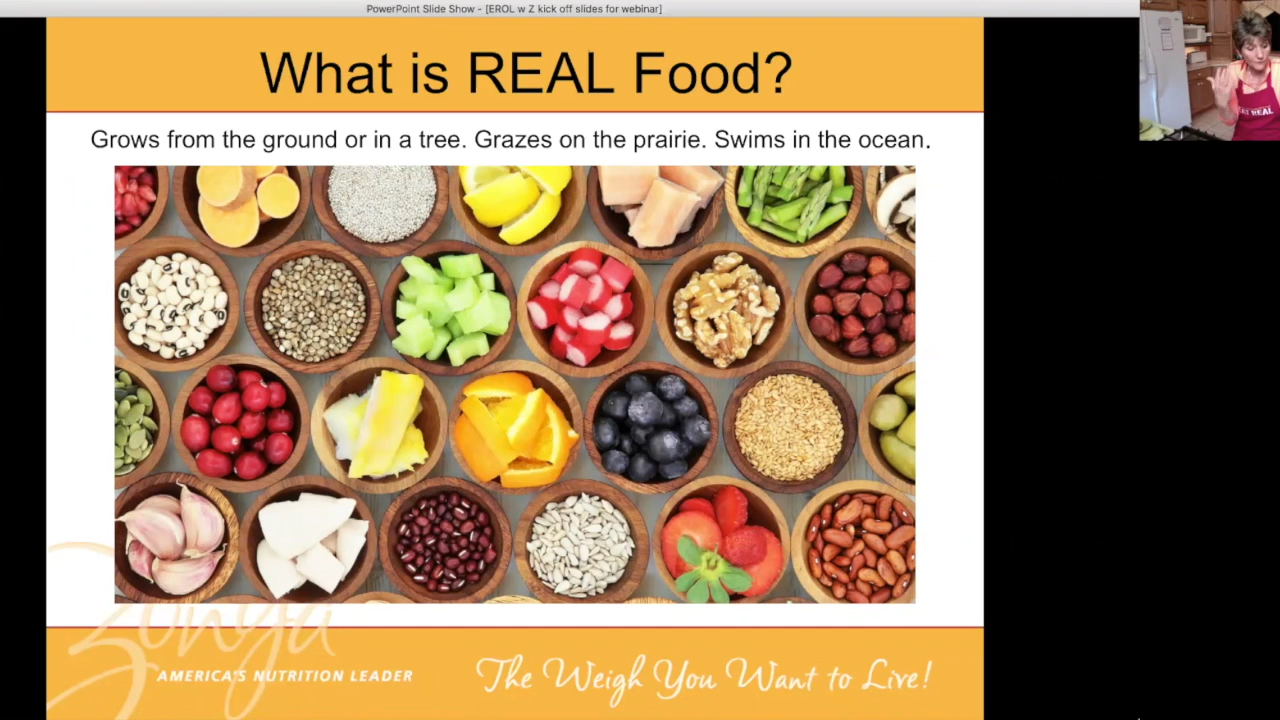 PowerPoint Slide Show - [EROL w Z kick off slides for webinar]
What is REAL Food?
Grows from the ground or in a tree. Grazes on the prairie. Swims in the ocean.
REAL
zonya
AMERICA'S NUTRITION LEADER
The Weigh You Want to Live!